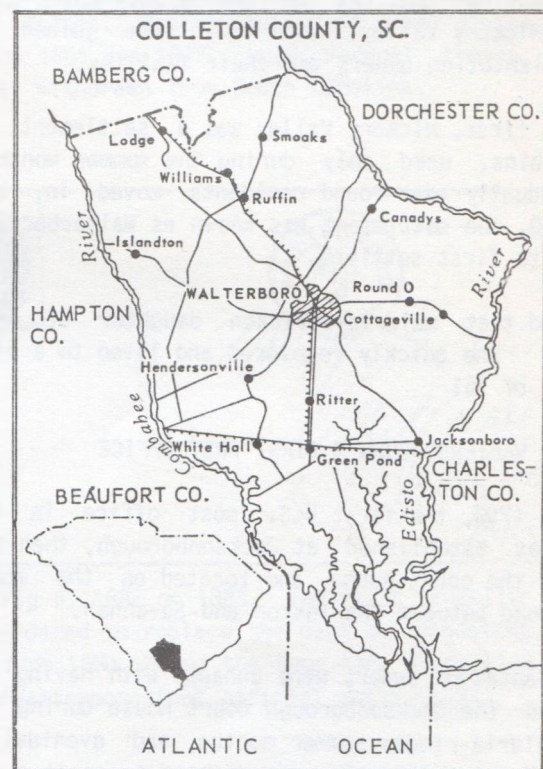 COLLETON COUNTY, SC.
BAMBERG CO.
DORCHESTER CO.
Lodge
Smoaks
Williams
Ruffin
Canadys
River
Islandton
River
WALTERBORO
Round O
HAMPTON
CO.
Cottageville
Hendersonville
Ritter
Combahee
White Hall
Jacksonboro
Green Pond
CHARLES-
TON CO.
BEAUFORT CO.
Edisto
ATLANTIC
OCEAN